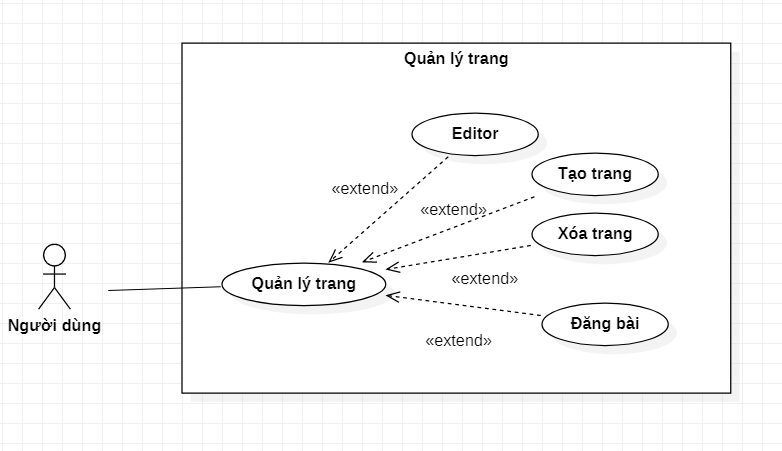 Quản lý trang
Editor
«extend»
Tạo trang
«extend»
Xóa trang
Quản lý trang
«extend»
Người dùng
Đăng bài
«extend»